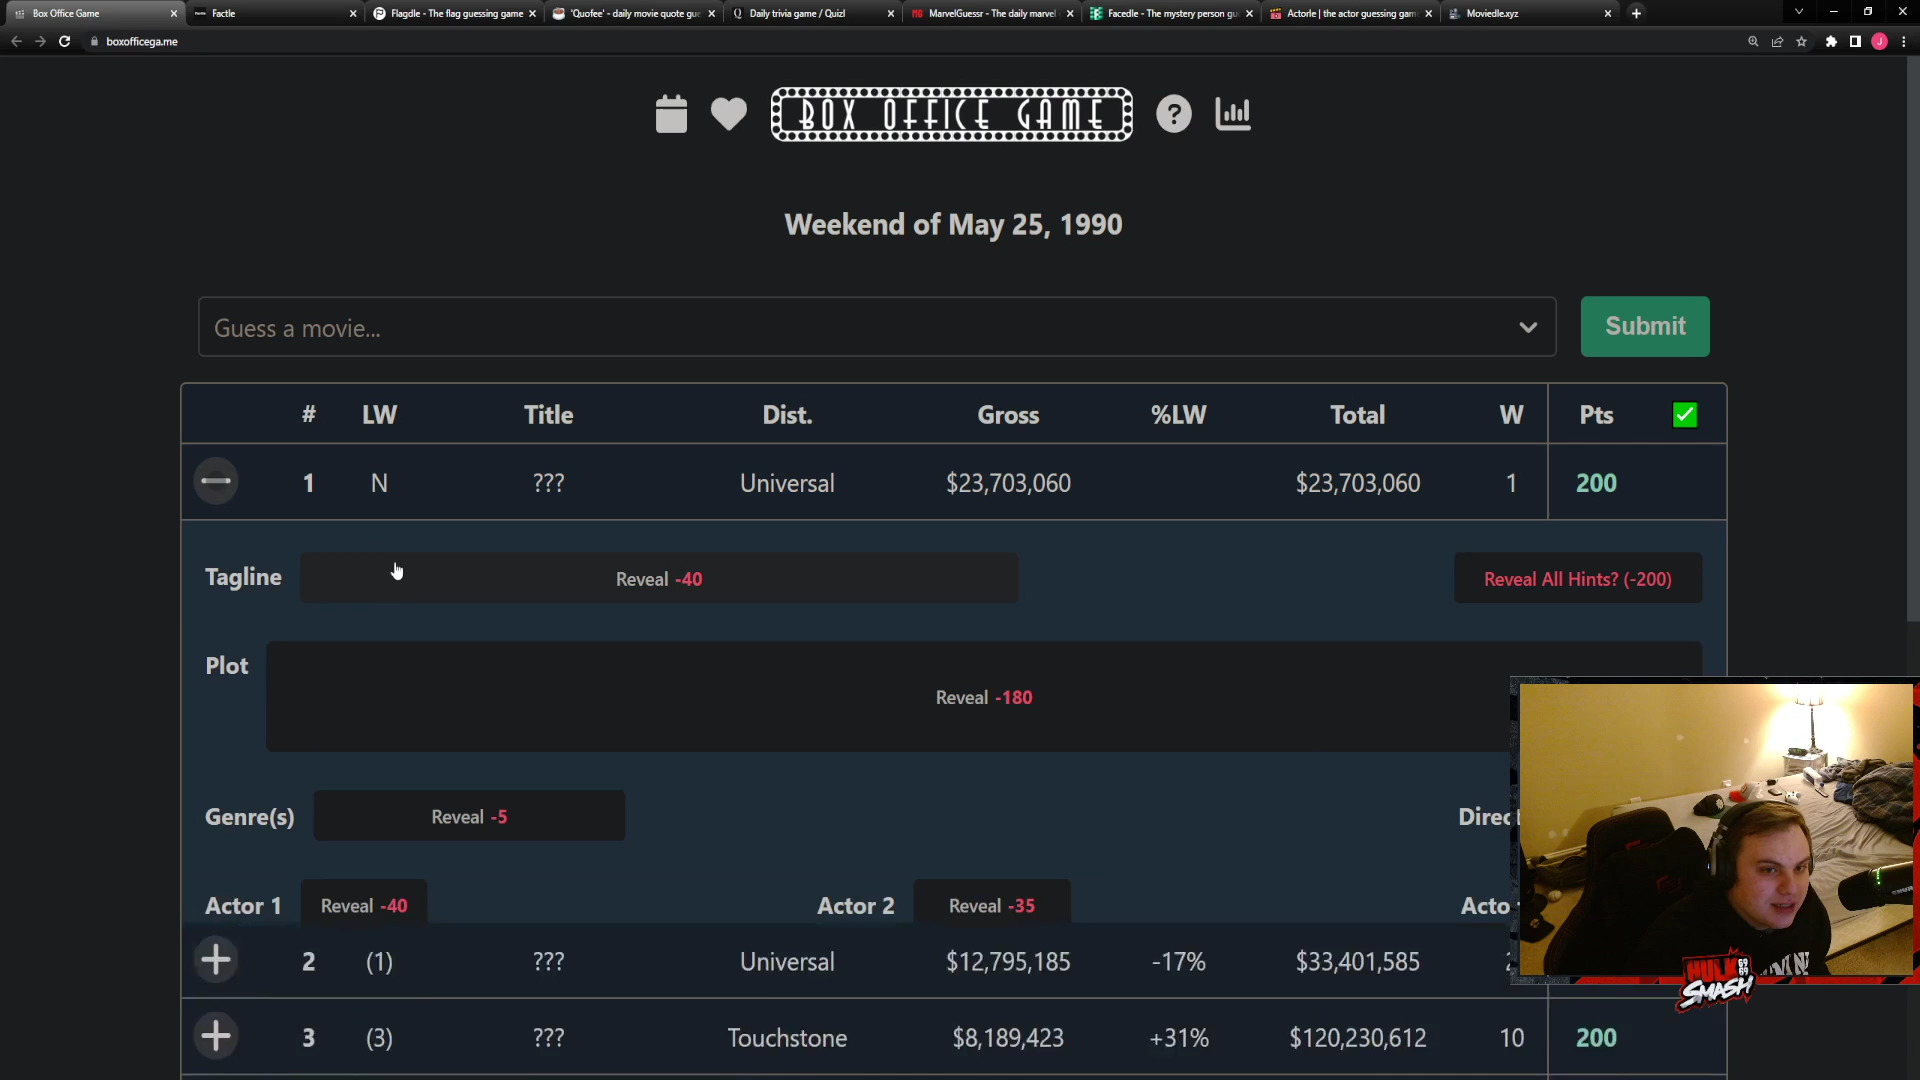 Box Office Game
Factle
Flagdle - The flag guessing game
'Quofee' - daily movie quote gu
Daily trivia game / Quizl
MG MarvelGuessr - The daily marvel
Facedle - The mystery person gu
Actorle | the actor guessing gam
Moviedle.xyz
boxofficega.me
J
BOX OFFICE GAME
?
Weekend of May 25, 1990
Guess a movie...
Submit
# LW Title Dist. Gross %LW Total W Pts
1 N ??? Universal $23,703,060 $23,703,060 1 200
Tagline Reveal -40 Reveal All Hints? (-200)
Plot Reveal -180
Genre(s) Reveal -5 Direc
Actor 1 Reveal -40 Actor 2 Reveal -35 Acto
2 (1) ??? Universal $12,795,185 -17% $33,401,585
3 (3) ??? Touchstone $8,189,423 +31% $120,230,612 10 200
HULK
SMASH